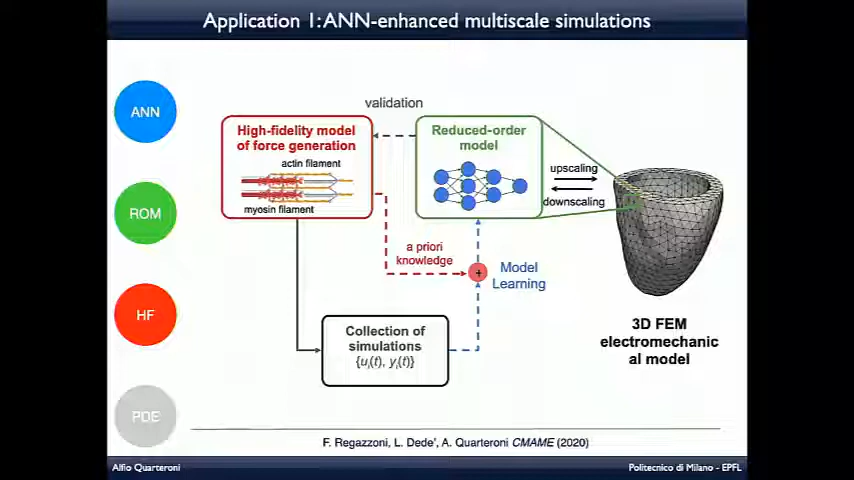 Application 1: ANN-enhanced multiscale simulations
ANN
ROM
HF
PDE
validation
High-fidelity model
of force generation
actin filament
myosin filament
Reduced-order
model
upscaling
downscaling
a priori
knowledge
+
Model
Learning
Collection of
simulations
{uᵢ(t), yᵢ(t)}
3D FEM
electromechanic
al model
F. Regazzoni, L. Dede', A. Quarteroni CMAME (2020)
Alfio Quarteroni
Politecnico di Milano - EPFL